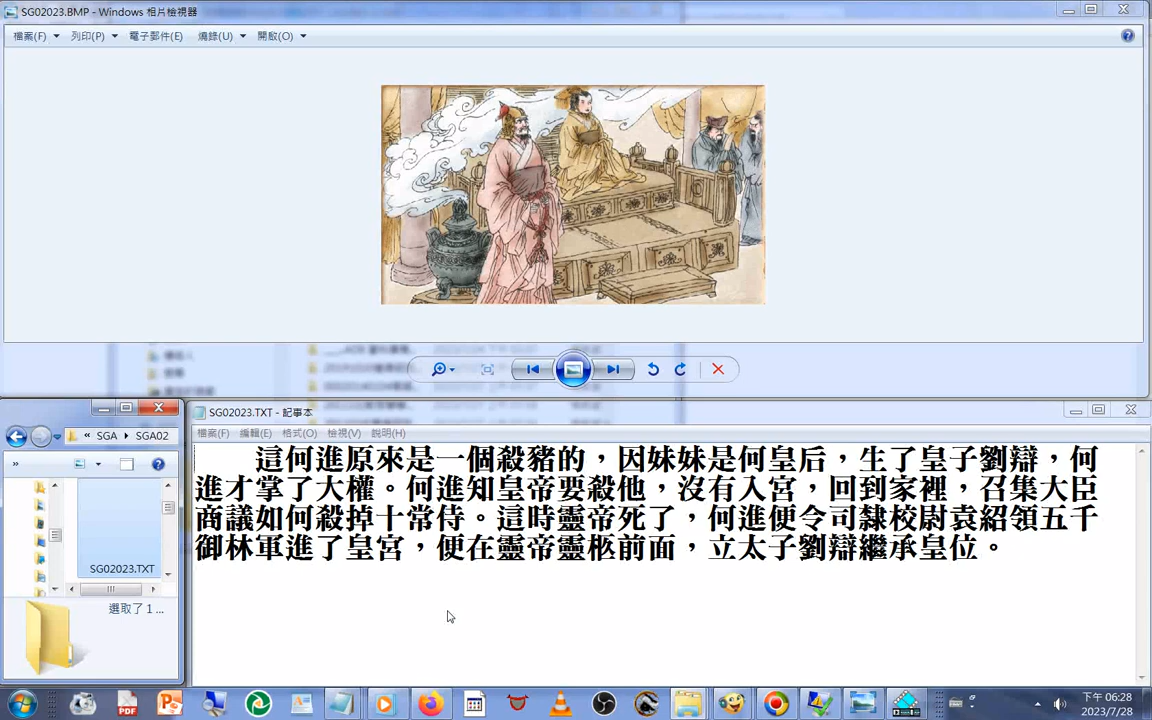 SG02023.BMP - Windows 相片檢視器
檔案(F) 列印(P) 電子郵件(E) 燒錄(U) 開啟(O)
SG02023.TXT - 記事本
« SGA SGA02
檔案(F) 編輯(E) 格式(O) 檢視(V) 說明(H)
這何進原來是一個殺豬的，因妹妹是何皇后，生了皇子劉辯，何
進才掌了大權。何進知皇帝要殺他，沒有入宮，回到家裡，召集大臣
商議如何殺掉十常侍。這時靈帝死了，何進便令司隸校尉袁紹領五千
御林軍進了皇宮，便在靈帝靈柩前面，立太子劉辯繼承皇位。
SG02023.TXT
選取了 1 ...
下午 06:28
2023/7/28